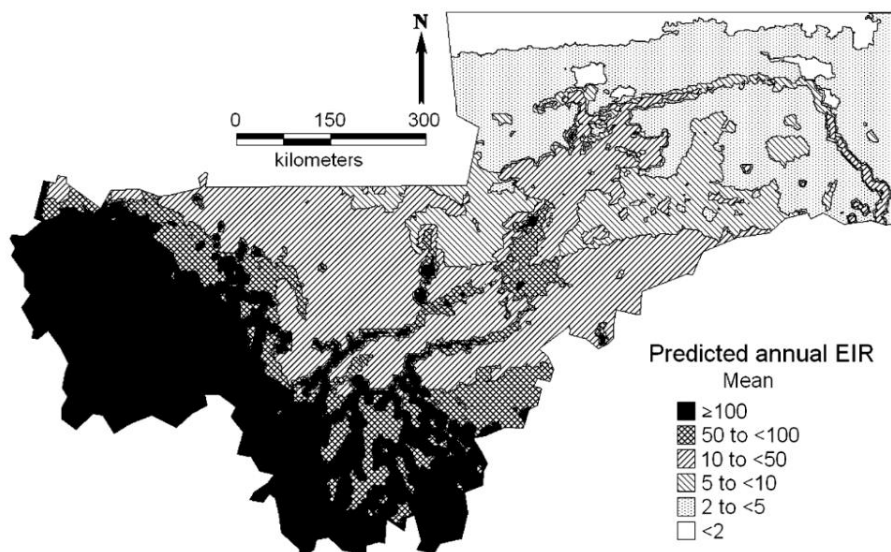 N
0 150 300
kilometers
Predicted annual EIR
Mean
≥100
50 to <100
10 to <50
5 to <10
2 to <5
<2